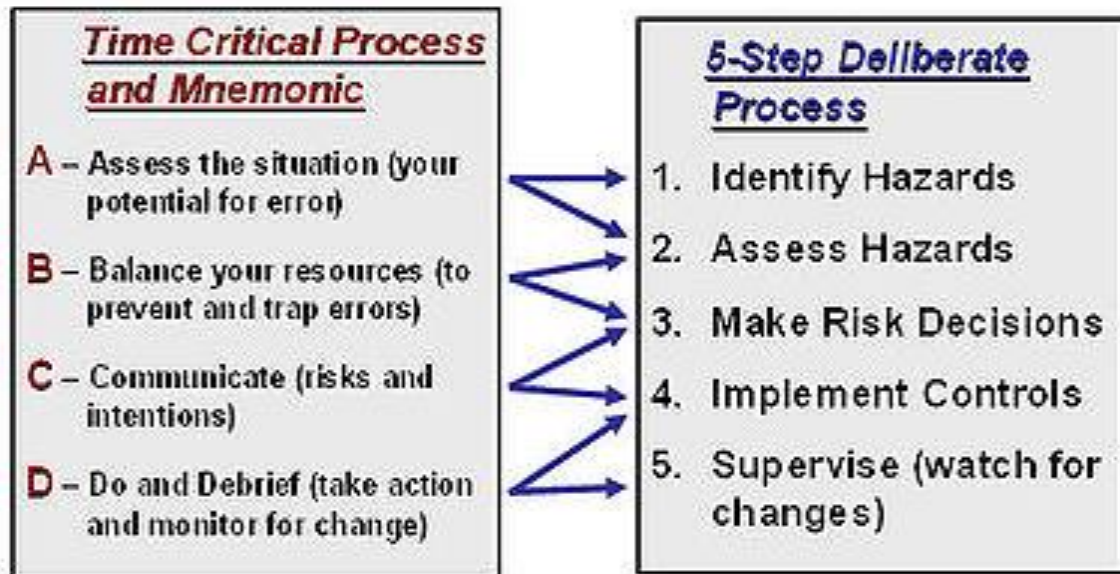 Time Critical Process
and Mnemonic
A – Assess the situation (your
potential for error)
B – Balance your resources (to
prevent and trap errors)
C – Communicate (risks and
intentions)
D – Do and Debrief (take action
and monitor for change)
5-Step Deliberate
Process
1. Identify Hazards
2. Assess Hazards
3. Make Risk Decisions
4. Implement Controls
5. Supervise (watch for
changes)